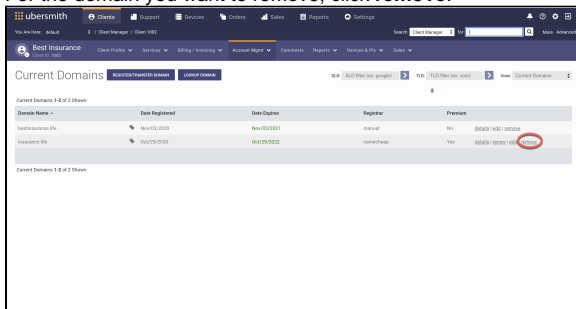 For the domain you want to remove, click remove.
ubersmith Clients Support Devices Orders Sales Reports Settings
You Are Here: default / Client Manager / Client 1002 Search Client Manager for More Advanced
Best Insurance Client Profile Services Billing / Invoicing Account Mgmt Comments Reports Devices & IPs Sales
Client ID: 1002
Current Domains REGISTER/TRANSFER DOMAIN LOOKUP DOMAIN SLD: SLD filter (ex: google) TLD: TLD filter (ex: com) View: Current Domains
Current Domains 1-2 of 2 Shown
Domain Name Date Registered Date Expires Registrar Premium
bestinsurance.life Nov/03/2020 Nov/03/2021 manual No details | edit | remove
insurance.life Oct/29/2020 Oct/29/2022 namecheap Yes details | renew | edit | remove
Current Domains 1-2 of 2 Shown